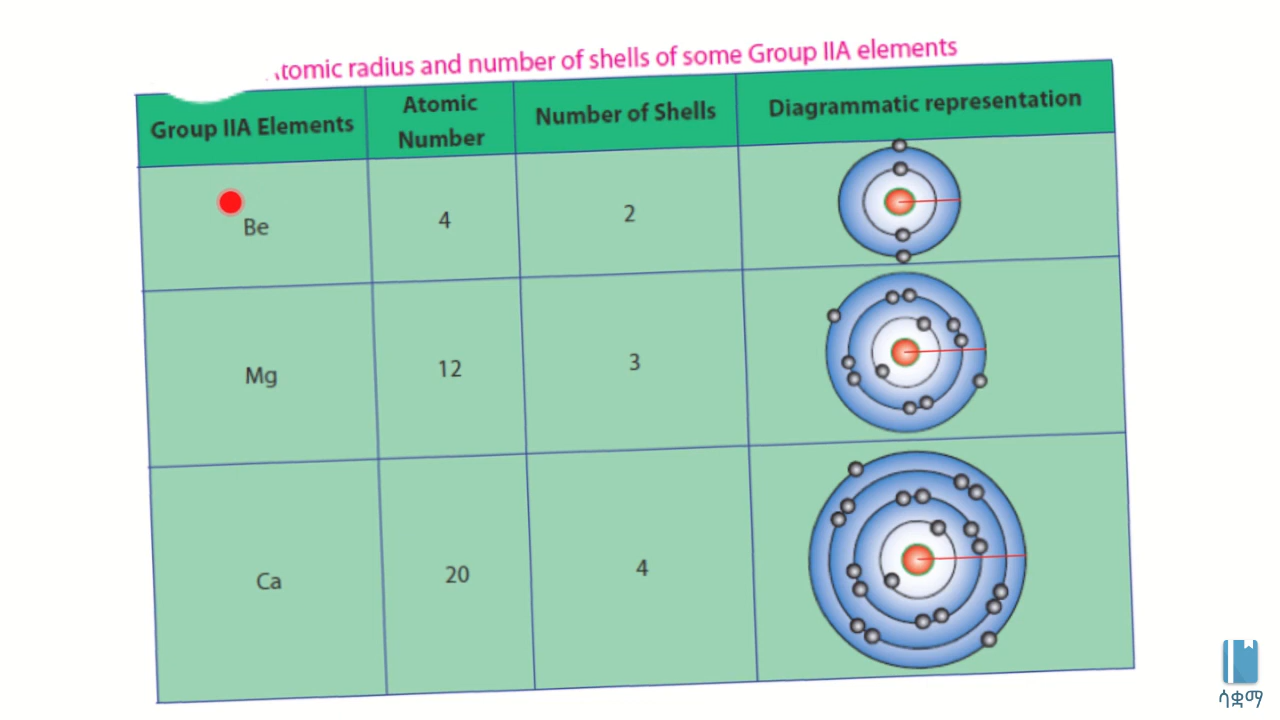 tomic radius and number of shells of some Group IIA elements
Group IIA Elements
Atomic
Number
Number of Shells
Diagrammatic representation
Be
4
2
Mg
12
3
Ca
20
4
ሳቋማ